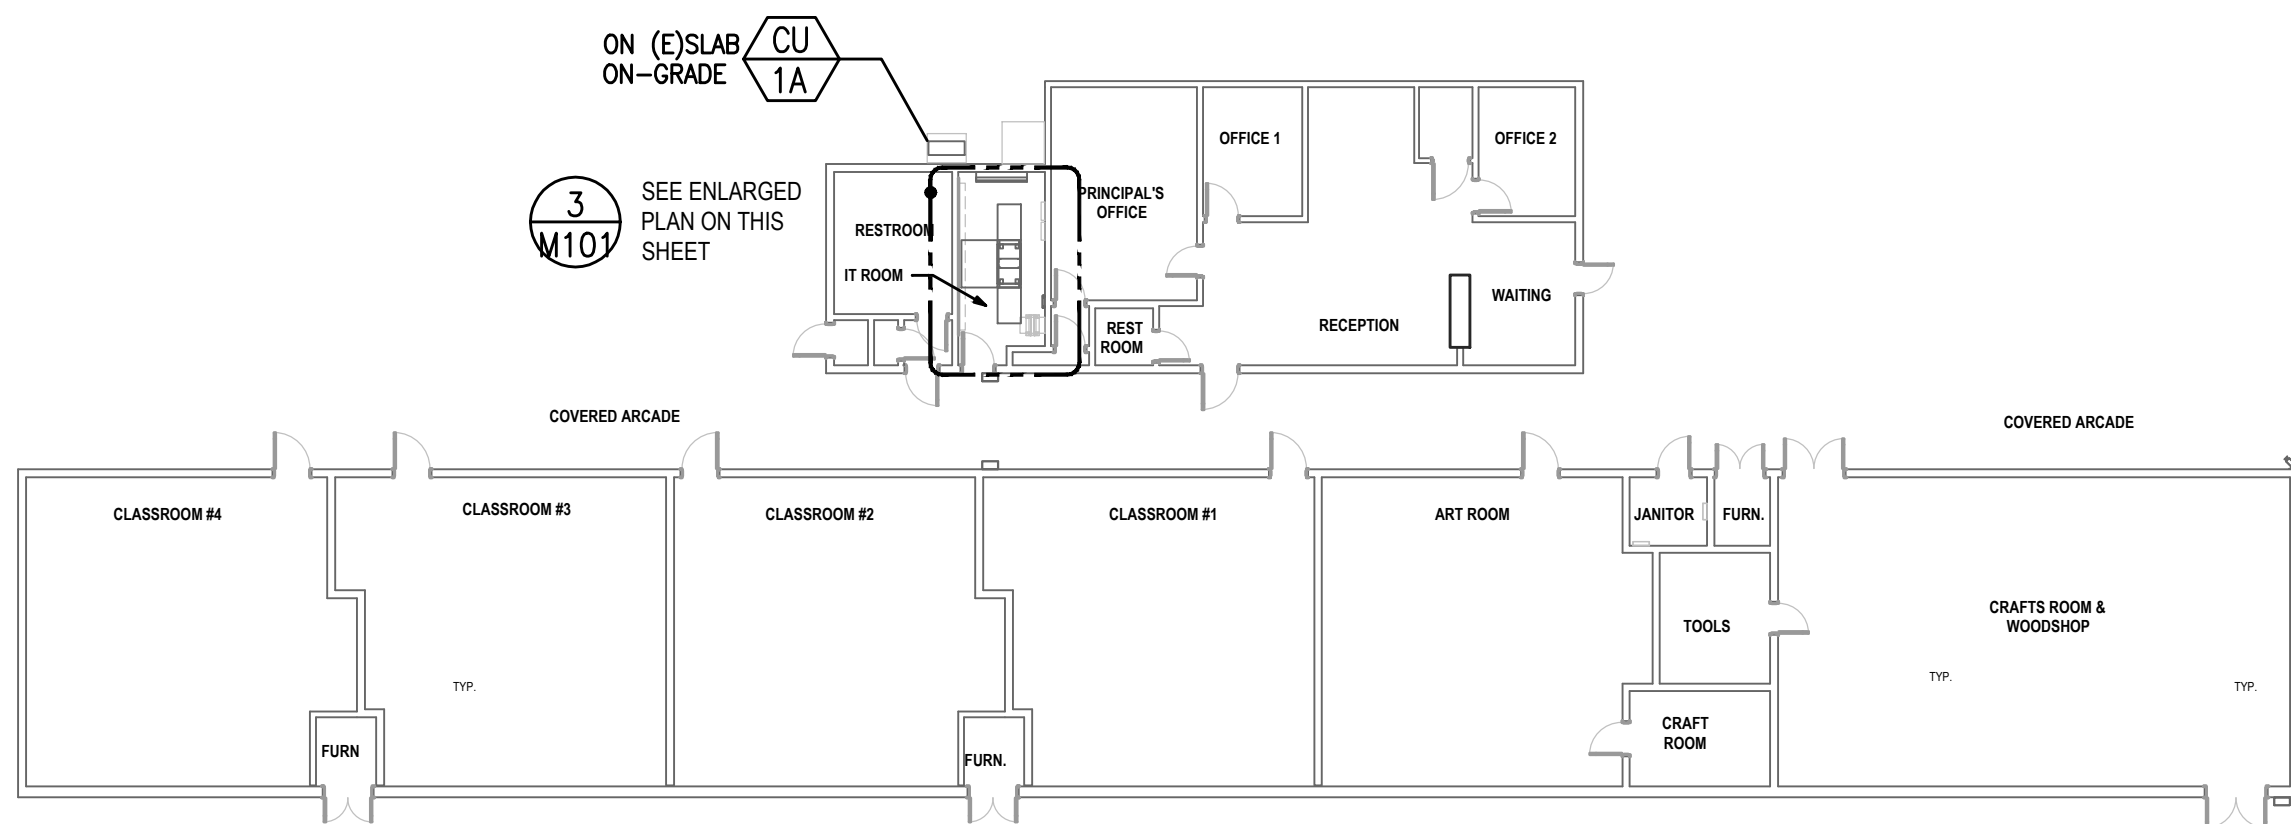 ON (E)SLAB
ON-GRADE
CU
1A
3
M101
SEE ENLARGED
PLAN ON THIS
SHEET
OFFICE 1
OFFICE 2
PRINCIPAL'S
OFFICE
RESTROOM
IT ROOM
WAITING
REST
ROOM
RECEPTION
COVERED ARCADE
COVERED ARCADE
CLASSROOM #4
CLASSROOM #3
CLASSROOM #2
CLASSROOM #1
ART ROOM
JANITOR
FURN.
CRAFTS ROOM &
WOODSHOP
TOOLS
TYP.
TYP.
TYP.
CRAFT
ROOM
FURN
FURN.